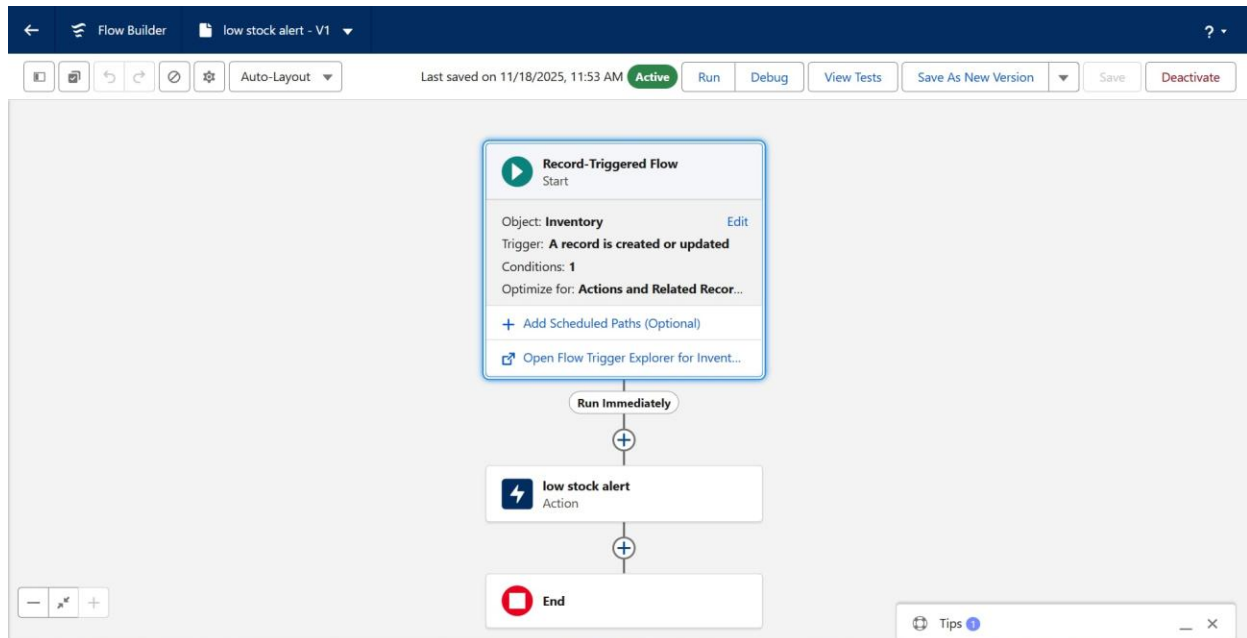 Flow Builder low stock alert - V1 ?
Auto-Layout Last saved on 11/18/2025, 11:53 AM Active Run Debug View Tests Save As New Version Save Deactivate
Record-Triggered Flow
Start
Object: Inventory Edit
Trigger: A record is created or updated
Conditions: 1
Optimize for: Actions and Related Recor...
+ Add Scheduled Paths (Optional)
Open Flow Trigger Explorer for Invent...
Run Immediately
low stock alert
Action
End
Tips 1